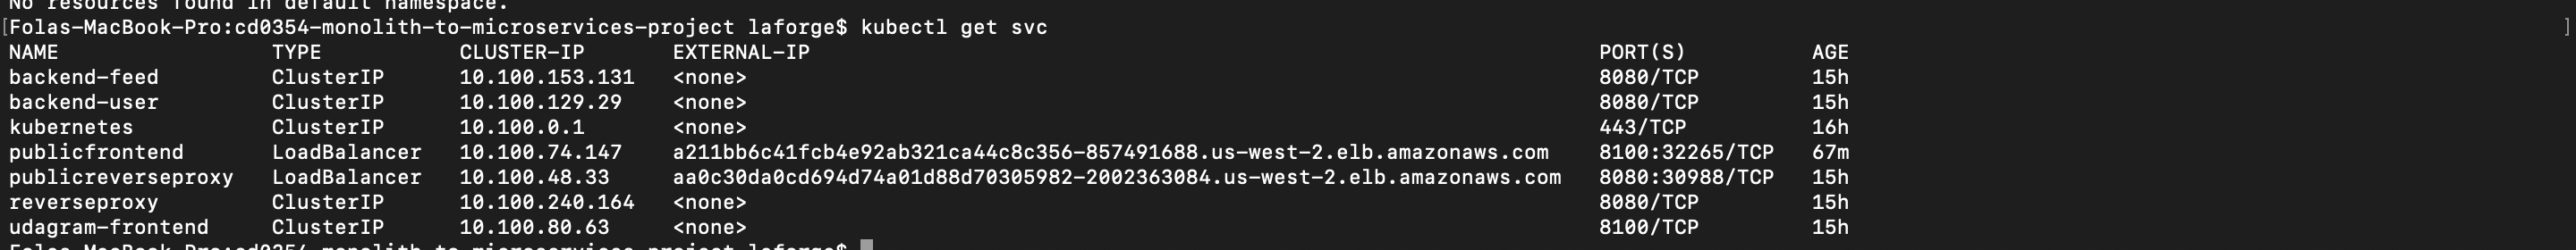 No resources found in default namespace.
[Folas-MacBook-Pro:cd0354-monolith-to-microservices-project laforge$ kubectl get svc ]
NAME TYPE CLUSTER-IP EXTERNAL-IP PORT(S) AGE
backend-feed ClusterIP 10.100.153.131 <none> 8080/TCP 15h
backend-user ClusterIP 10.100.129.29 <none> 8080/TCP 15h
kubernetes ClusterIP 10.100.0.1 <none> 443/TCP 16h
publicfrontend LoadBalancer 10.100.74.147 a211bb6c41fcb4e92ab321ca44c8c356-857491688.us-west-2.elb.amazonaws.com 8100:32265/TCP 67m
publicreverseproxy LoadBalancer 10.100.48.33 aa0c30da0cd694d74a01d88d70305982-2002363084.us-west-2.elb.amazonaws.com 8080:30988/TCP 15h
reverseproxy ClusterIP 10.100.240.164 <none> 8080/TCP 15h
udagram-frontend ClusterIP 10.100.80.63 <none> 8100/TCP 15h
Folas-MacBook-Pro:cd0354-monolith-to-microservices-project laforge$